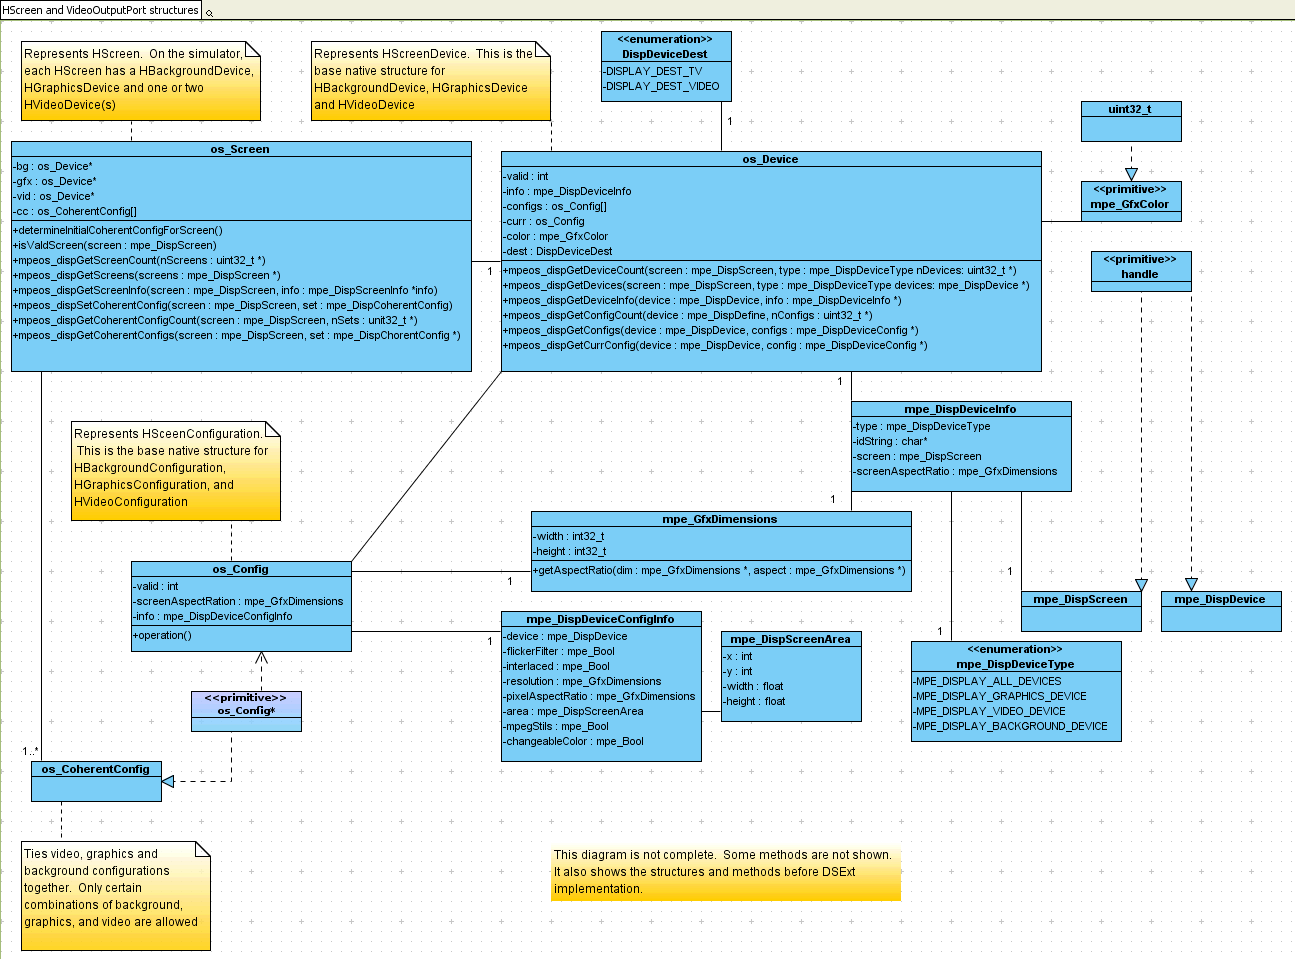 HScreen and VideoOutputPort structures
Represents HScreen.  On the simulator,
each HScreen has a HBackgroundDevice,
HGraphicsDevice and one or two
HVideoDevice(s)
Represents HScreenDevice.  This is the
base native structure for
HBackgroundDevice, HGraphicsDevice
and HVideoDevice
<<enumeration>>
DispDeviceDest
-DISPLAY_DEST_TV
-DISPLAY_DEST_VIDEO
1
uint32_t
<<primitive>>
mpe_GfxColor
<<primitive>>
handle
os_Screen
-bg : os_Device*
-gfx : os_Device*
-vid : os_Device*
-cc : os_CoherentConfig[]
+determineInitialCoherentConfigForScreen()
+isValdScreen(screen : mpe_DispScreen)
+mpeos_dispGetScreenCount(nScreens : uint32_t *)
+mpeos_dispGetScreens(screens : mpe_DispScreen *)
+mpeos_dispGetScreenInfo(screen : mpe_DispScreen, info : mpe_DispScreenInfo *info)
+mpeos_dispSetCoherentConfig(screen : mpe_DispScreen, set : mpe_DispCoherentConfig)
+mpeos_dispGetCoherentConfigCount(screen : mpe_DispScreen, nSets : unit32_t *)
+mpeos_dispGetCoherentConfigs(screen : mpe_DispScreen, set : mpe_DispChorentConfig *)
1
os_Device
-valid : int
-info : mpe_DispDeviceInfo
-configs : os_Config[]
-curr : os_Config
-color : mpe_GfxColor
-dest : DispDeviceDest
+mpeos_dispGetDeviceCount(screen : mpe_DispScreen, type : mpe_DispDeviceType nDevices: uint32_t *)
+mpeos_dispGetDevices(screen : mpe_DispScreen, type : mpe_DispDeviceType devices: mpe_DispDevice *)
+mpeos_dispGetDeviceInfo(device : mpe_DispDevice, info : mpe_DispDeviceInfo *)
+mpeos_dispGetConfigCount(device : mpe_DispDefine, nConfigs : uint32_t *)
+mpeos_dispGetConfigs(device : mpe_DispDevice, configs : mpe_DispDeviceConfig *)
+mpeos_dispGetCurrConfig(device : mpe_DispDevice, config : mpe_DispDeviceConfig *)
1
mpe_DispDeviceInfo
-type : mpe_DispDeviceType
-idString : char*
-screen : mpe_DispScreen
-screenAspectRatio : mpe_GfxDimensions
1
Represents HSceenConfiguration.
This is the base native structure for
HBackgroundConfiguration,
HGraphicsConfiguration, and
HVideoConfiguration
mpe_GfxDimensions
-width : int32_t
-height : int32_t
+getAspectRatio(dim : mpe_GfxDimensions *, aspect : mpe_GfxDimensions *)
1
os_Config
-valid : int
-screenAspectRation : mpe_GfxDimensions
-info : mpe_DispDeviceConfigInfo
+operation()
1
mpe_DispDeviceConfigInfo
-device : mpe_DispDevice
-flickerFilter : mpe_Bool
-interlaced : mpe_Bool
-resolution : mpe_GfxDimensions
-pixelAspectRatio : mpe_GfxDimensions
-area : mpe_DispScreenArea
-mpegStils : mpe_Bool
-changeableColor : mpe_Bool
mpe_DispScreenArea
-x : int
-y : int
-width : float
-height : float
1
mpe_DispScreen
mpe_DispDevice
1
<<enumeration>>
mpe_DispDeviceType
-MPE_DISPLAY_ALL_DEVICES
-MPE_DISPLAY_GRAPHICS_DEVICE
-MPE_DISPLAY_VIDEO_DEVICE
-MPE_DISPLAY_BACKGROUND_DEVICE
<<primitive>>
os_Config*
1..*
os_CoherentConfig
Ties video, graphics and
background configurations
together.  Only certain
combinations of background,
graphics, and video are allowed
This diagram is not complete.  Some methods are not shown.
It also shows the structures and methods before DSExt
implementation.